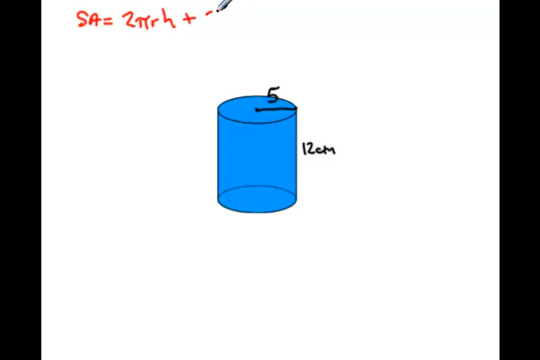 SA = 2πrh +
5
12cm